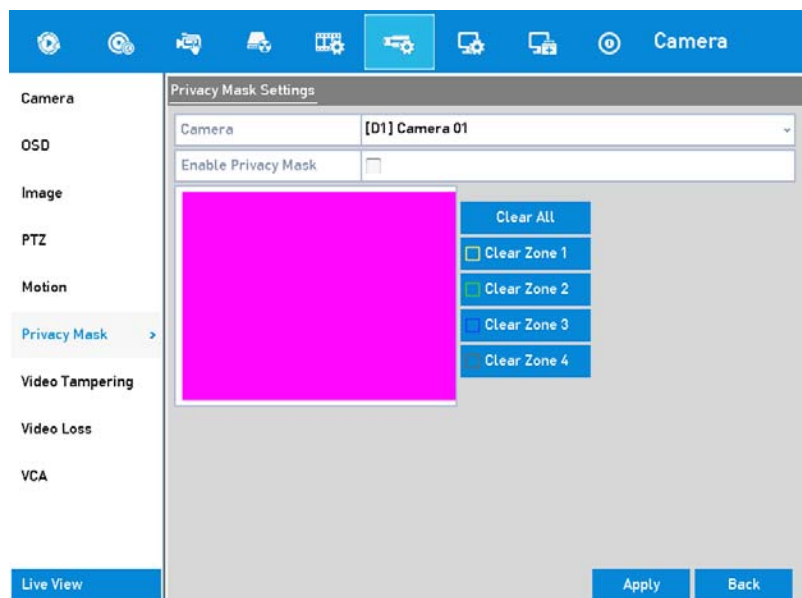 Camera
Camera
OSD
Image
PTZ
Motion
Privacy Mask >
Video Tampering
Video Loss
VCA
Live View
Privacy Mask Settings
Camera [D1] Camera 01
Enable Privacy Mask
Clear All
Clear Zone 1
Clear Zone 2
Clear Zone 3
Clear Zone 4
Apply Back